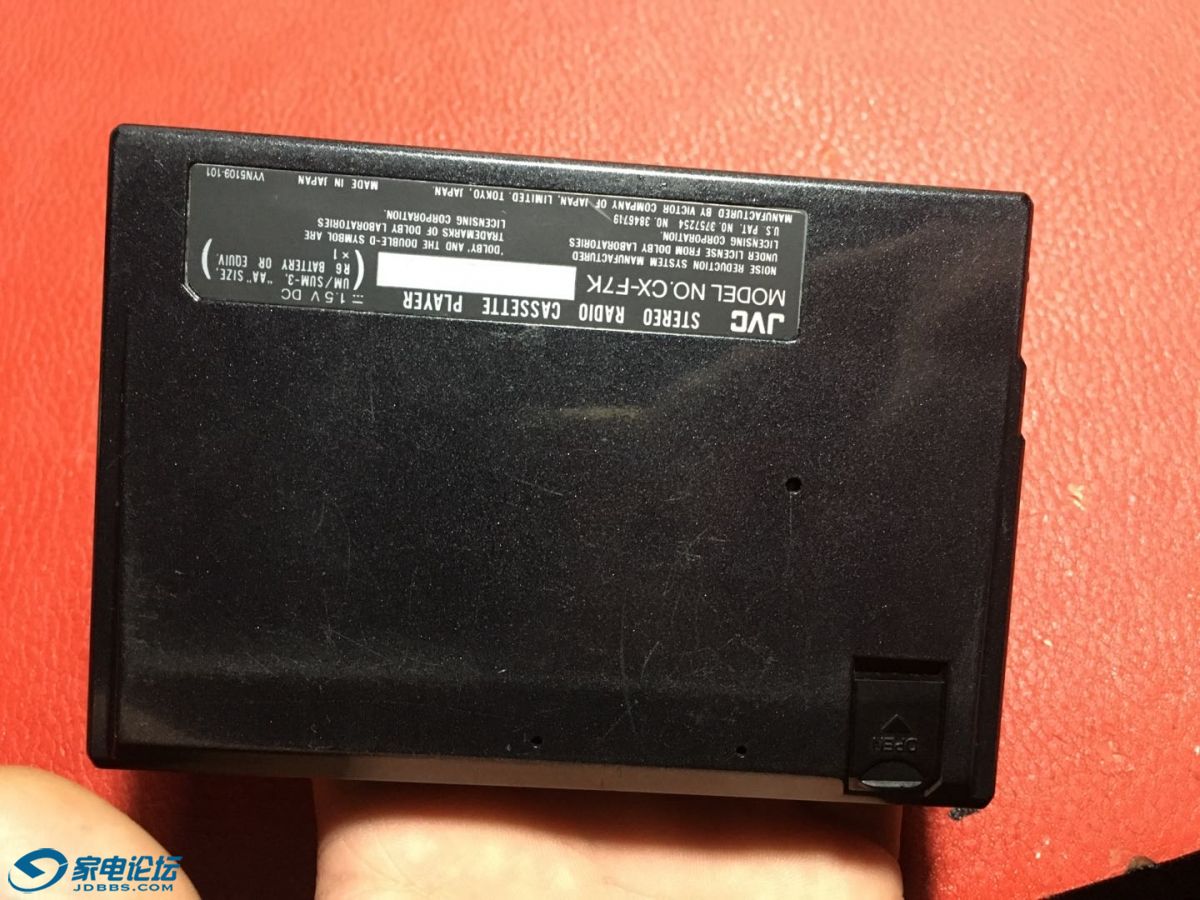 JVC STEREO RADIO CASSETTE PLAYER
MODEL NO.CX-F7K
NOISE REDUCTION SYSTEM MANUFACTURED
UNDER LICENSE FROM DOLBY LABORATORIES
LICENSING CORPORATION.
U.S. PAT. NO.3757254 NO.3846719
"DOLBY" AND THE DOUBLE-D SYMBOL ARE
TRADEMARKS OF DOLBY LABORATORIES
LICENSING CORPORATION.
⎓ 1.5 V DC
(UM/SUM-3, "AA" SIZE,
R6 BATTERY OR EQUIV.
×1)
MANUFACTURED BY VICTOR COMPANY OF JAPAN, LIMITED. TOKYO, JAPAN
MADE IN JAPAN
VYN5109-101
OPEN
家电论坛
JDBBS.COM